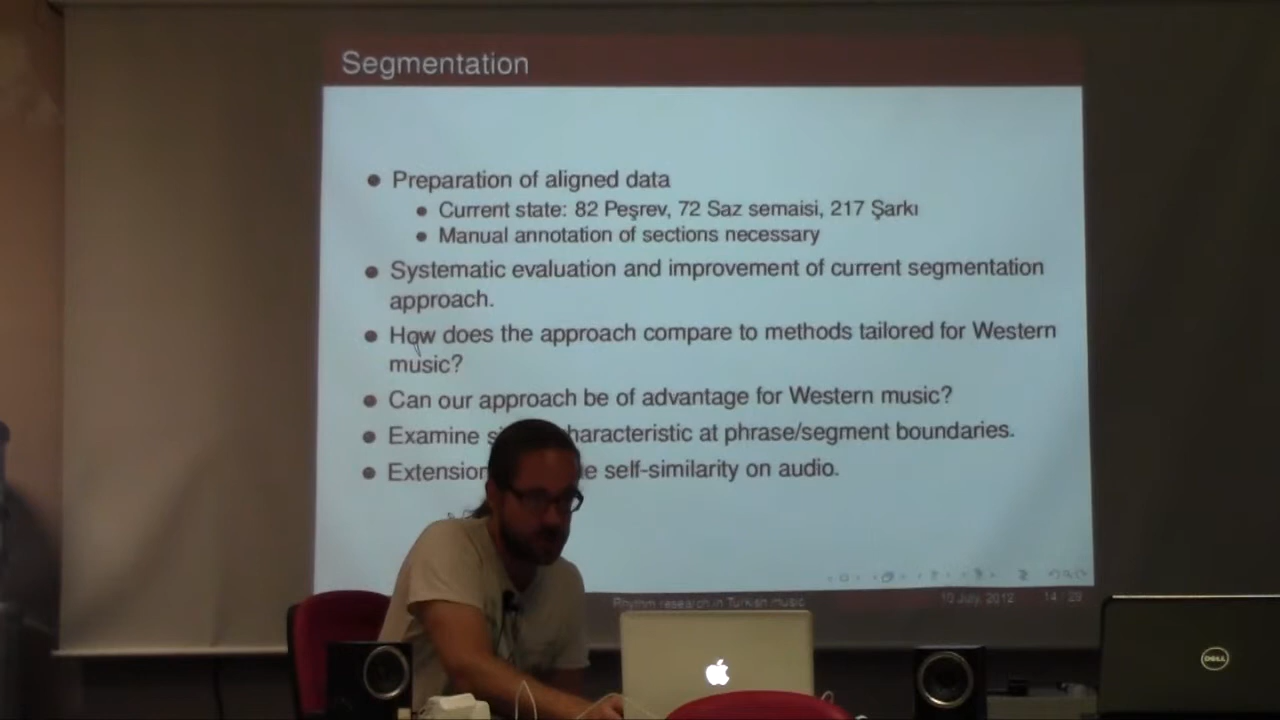 Segmentation
Preparation of aligned data
Current state: 82 Peşrev, 72 Saz semaisi, 217 Şarkı
Manual annotation of sections necessary
Systematic evaluation and improvement of current segmentation
approach.
How does the approach compare to methods tailored for Western
music?
Can our approach be of advantage for Western music?
Examine characteristic at phrase/segment boundaries.
Extension self-similarity on audio.
Rhythm research in Turkish music 10 July, 2012 14 / 29
DELL